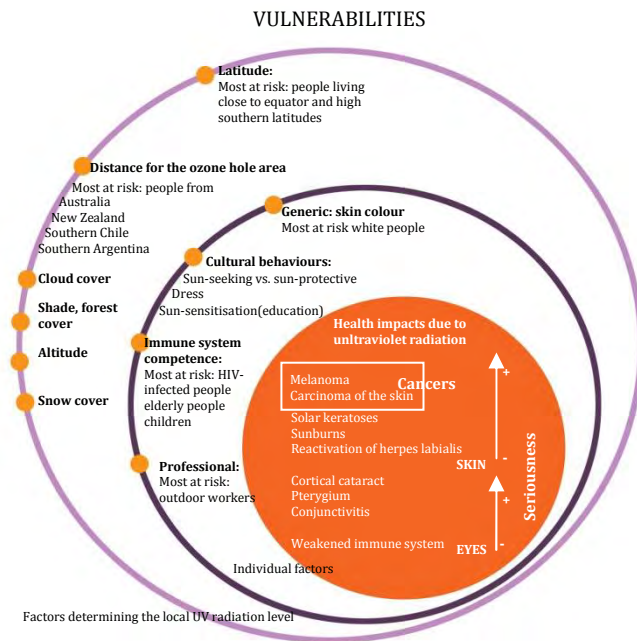 VULNERABILITIES
Latitude:
Most at risk: people living
close to equator and high
southern latitudes
Distance for the ozone hole area
Most at risk: people from
Australia
New Zealand
Southern Chile
Southern Argentina
Cloud cover
Shade, forest
cover
Altitude
Snow cover
Generic: skin colour
Most at risk white people
Cultural behaviours:
Sun-seeking vs. sun-protective
Dress
Sun-sensitisation(education)
Immune system
competence:
Most at risk: HIV-
infected people
elderly people
children
Professional:
Most at risk:
outdoor workers
Health impacts due to
unltraviolet radiation
Melanoma
Carcinoma of the skin
Cancers
Solar keratoses
Sunburns
Reactivation of herpes labialis
+
-
SKIN
Cortical cataract
Pterygium
Conjunctivitis
Weakened immune system
+
-
EYES
Seriousness
Individual factors
Factors determining the local UV radiation level